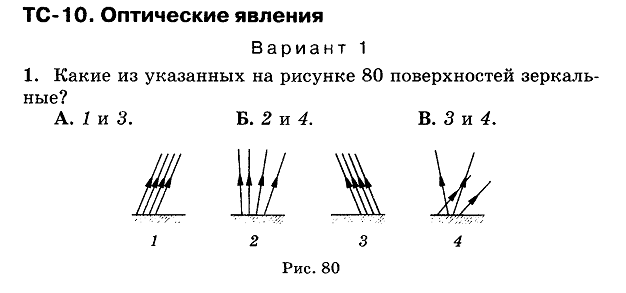 ТС-10. Оптические явления
Вариант 1
1. Какие из указанных на рисунке 80 поверхностей зеркаль-
ные?
А. 1 и 3. Б. 2 и 4. В. 3 и 4.
1 2 3 4
Рис. 80